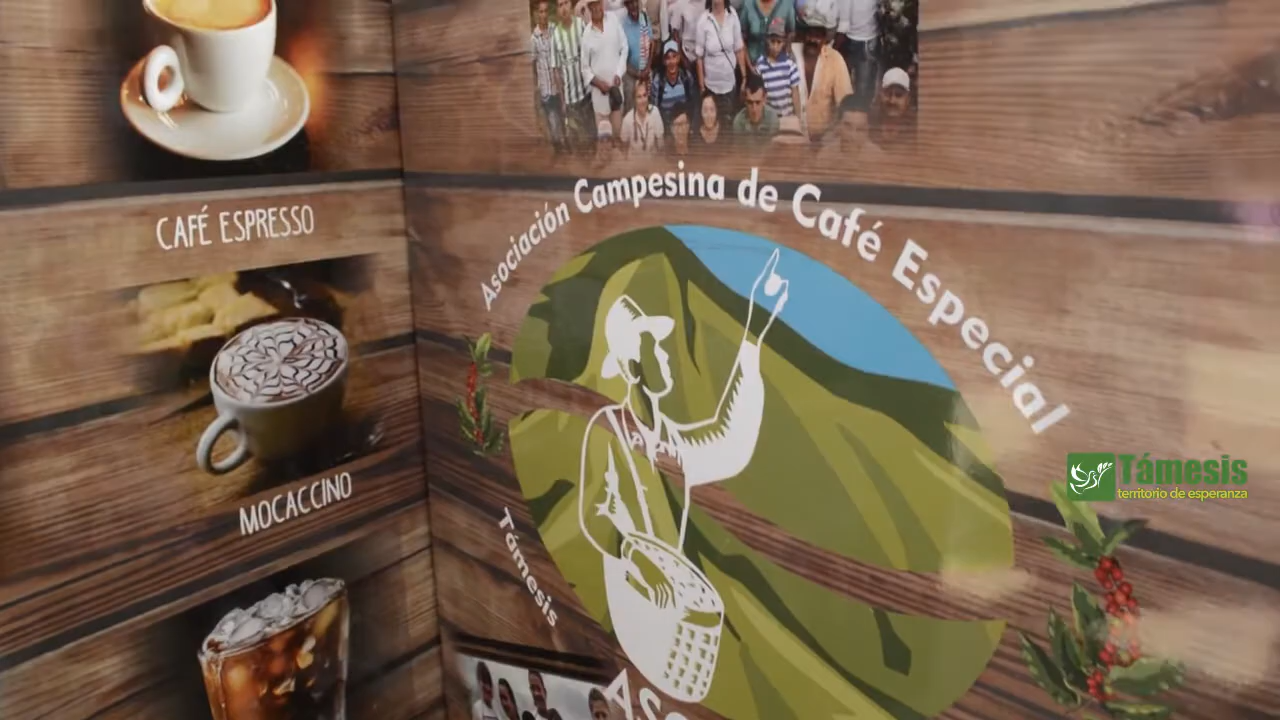 CAFÉ ESPRESSO
MOCACCINO
Asociación Campesina de Café Especial
Támesis
Támesis
territorio de esperanza